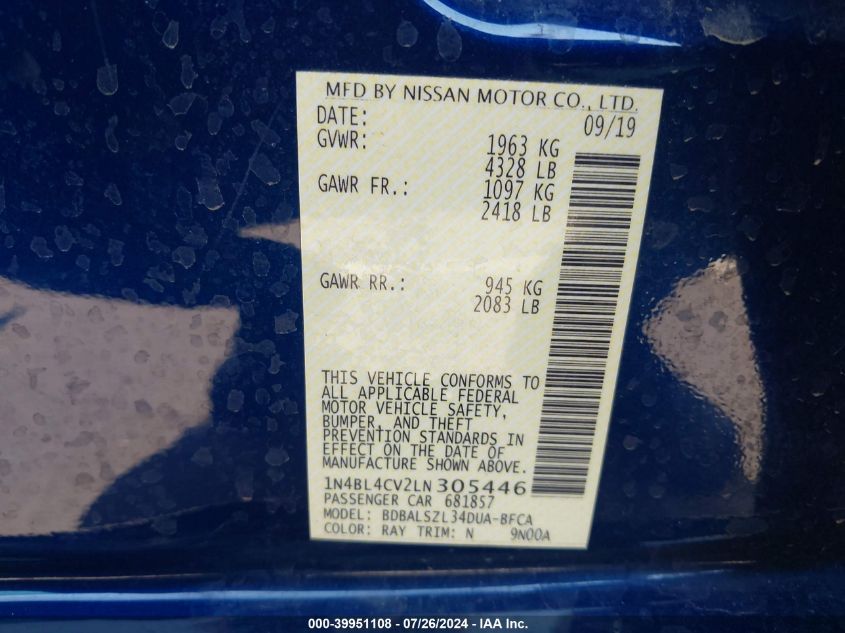 MFD BY NISSAN MOTOR CO., LTD.
DATE: 09/19
GVWR: 1963 KG
4328 LB
GAWR FR.: 1097 KG
2418 LB
GAWR RR.: 945 KG
2083 LB
THIS VEHICLE CONFORMS TO
ALL APPLICABLE FEDERAL
MOTOR VEHICLE SAFETY,
BUMPER, AND THEFT
PREVENTION STANDARDS IN
EFFECT ON THE DATE OF
MANUFACTURE SHOWN ABOVE.
1N4BL4CV2LN305446
PASSENGER CAR 681857
MODEL: BDBALSZL34DUA-BFCA
COLOR: RAY TRIM: N 9N00A
000-39951108 - 07/26/2024 - IAA Inc.